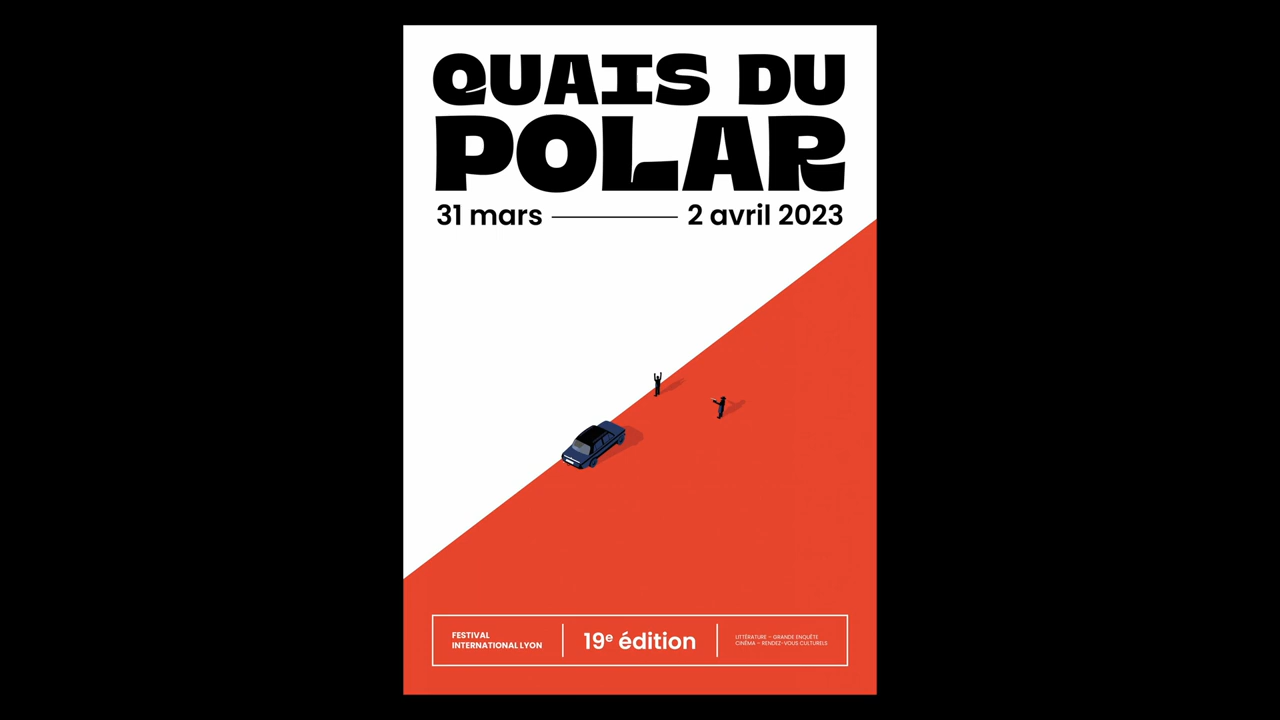 QUAIS DU
POLAR
31 mars — 2 avril 2023
FESTIVAL
INTERNATIONAL LYON
19e édition
LITTÉRATURE – GRANDE ENQUÊTE
CINÉMA – RENDEZ-VOUS CULTURELS